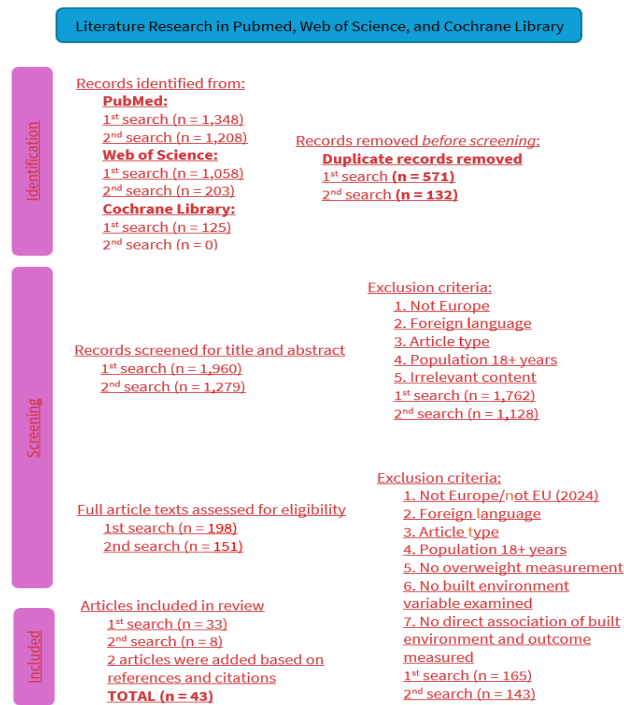 Literature Research in Pubmed, Web of Science, and Cochrane Library
Identification
Records identified from:
PubMed:
1st search (n = 1,348)
2nd search (n = 1,208)
Web of Science:
1st search (n = 1,058)
2nd search (n = 203)
Cochrane Library:
1st search (n = 125)
2nd search (n = 0)
Records removed before screening:
Duplicate records removed
1st search (n = 571)
2nd search (n = 132)
Screening
Records screened for title and abstract
1st search (n = 1,960)
2nd search (n = 1,279)
Exclusion criteria:
1. Not Europe
2. Foreign language
3. Article type
4. Population 18+ years
5. Irrelevant content
1st search (n = 1,762)
2nd search (n = 1,128)
Full article texts assessed for eligibility
1st search (n = 198)
2nd search (n = 151)
Exclusion criteria:
1. Not Europe/not EU (2024)
2. Foreign language
3. Article type
4. Population 18+ years
5. No overweight measurement
6. No built environment
variable examined
7. No direct association of built
environment and outcome
measured
1st search (n = 165)
2nd search (n = 143)
Included
Articles included in review
1st search (n = 33)
2nd search (n = 8)
2 articles were added based on
references and citations
TOTAL (n = 43)